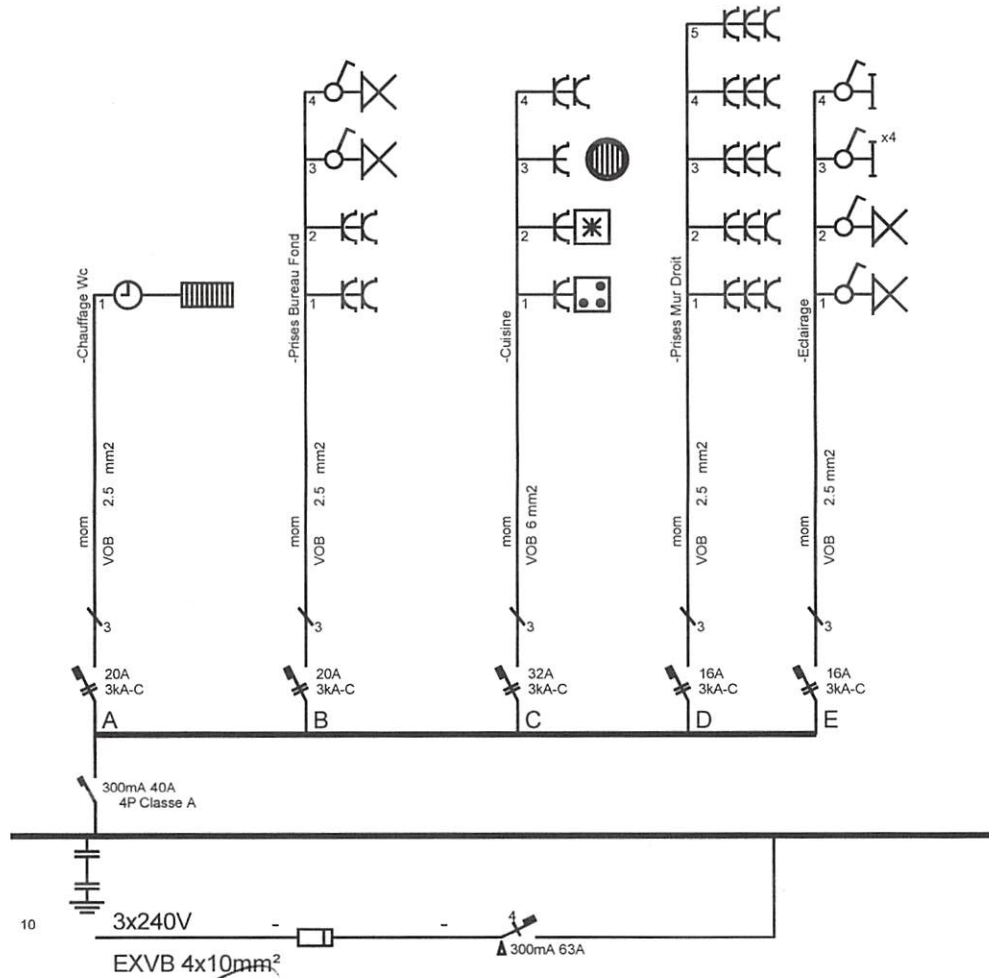 5
4
4
4
4
3
3
3
3
x4
2
2
2
2
1
1
1
1
1
-Chauffage Wc
-Prises Bureau Fond
-Cuisine
-Prises Mur Droit
-Eclairage
mom
VOB 2.5 mm2
mom
VOB 2.5 mm2
mom
VOB 6 mm2
mom
VOB 2.5 mm2
mom
VOB 2.5 mm2
3
3
3
3
3
20A
3kA-C
20A
3kA-C
32A
3kA-C
16A
3kA-C
16A
3kA-C
A
B
C
D
E
300mA 40A
4P Classe A
10
3x240V
-
-
4
300mA 63A
EXVB 4x10mm²